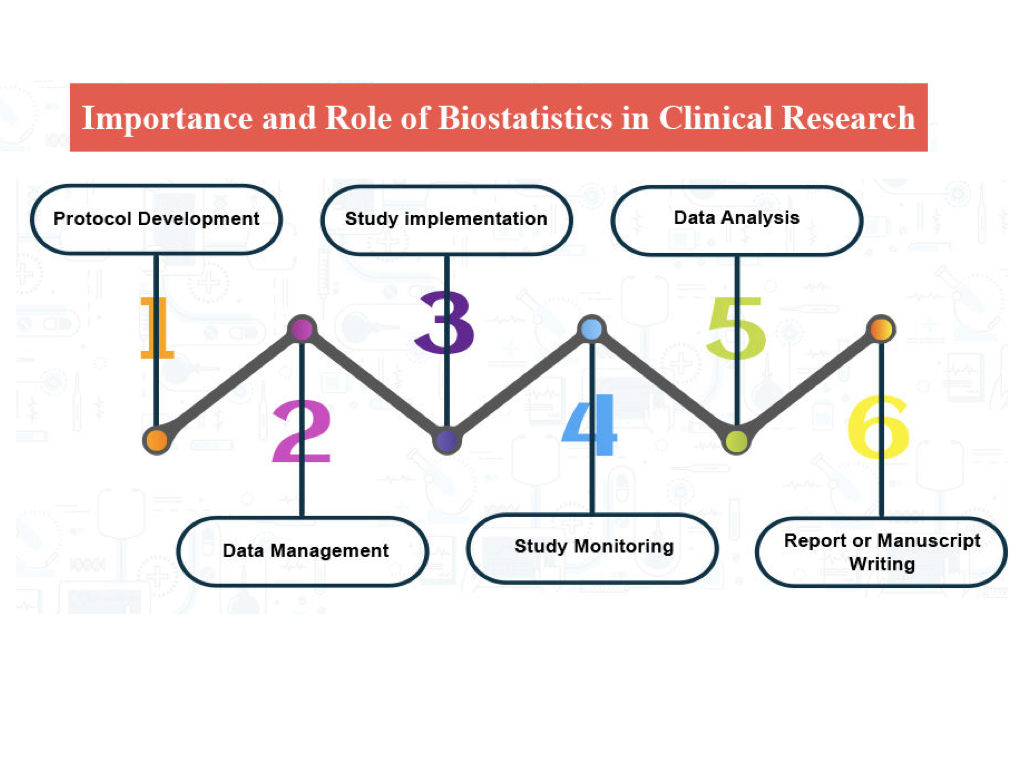 Importance and Role of Biostatistics in Clinical Research
Protocol Development
1
Data Management
2
Study implementation
3
Study Monitoring
4
Data Analysis
5
Report or Manuscript
Writing
6